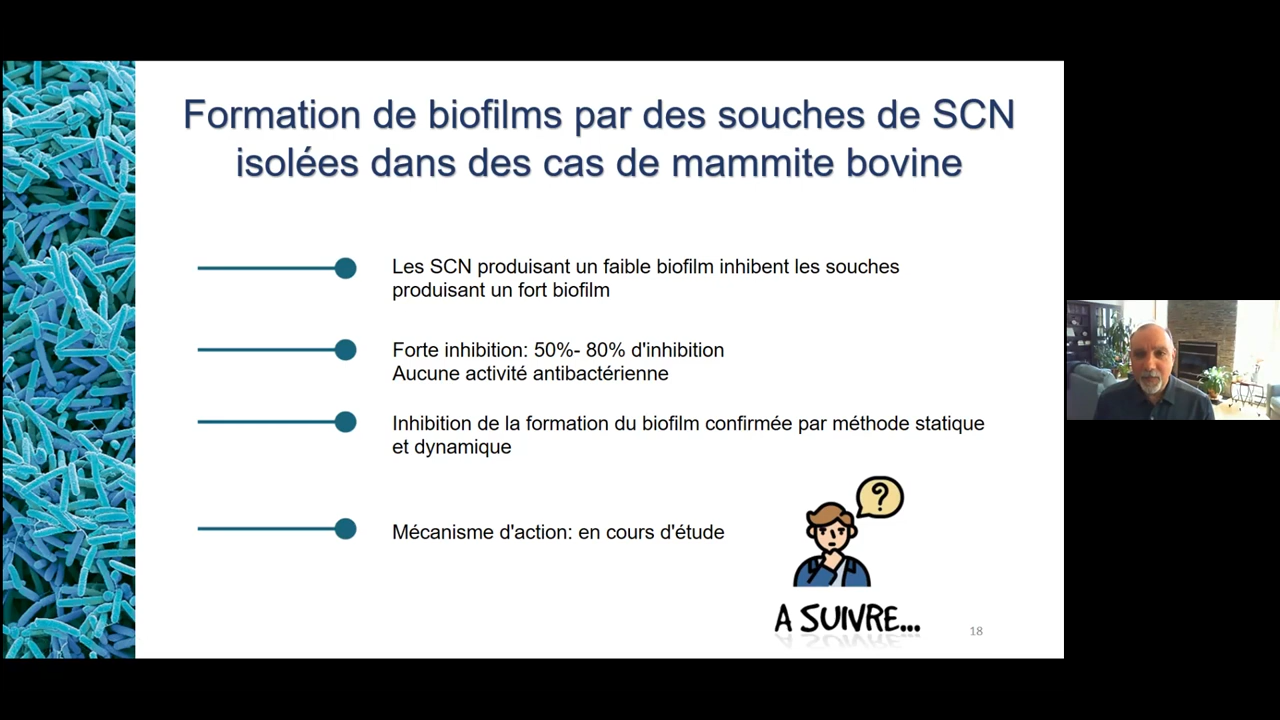 Formation de biofilms par des souches de SCN
isolées dans des cas de mammite bovine
Les SCN produisant un faible biofilm inhibent les souches
produisant un fort biofilm
Forte inhibition: 50%- 80% d'inhibition
Aucune activité antibactérienne
Inhibition de la formation du biofilm confirmée par méthode statique
et dynamique
?
Mécanisme d'action: en cours d'étude
A SUIVRE...
18